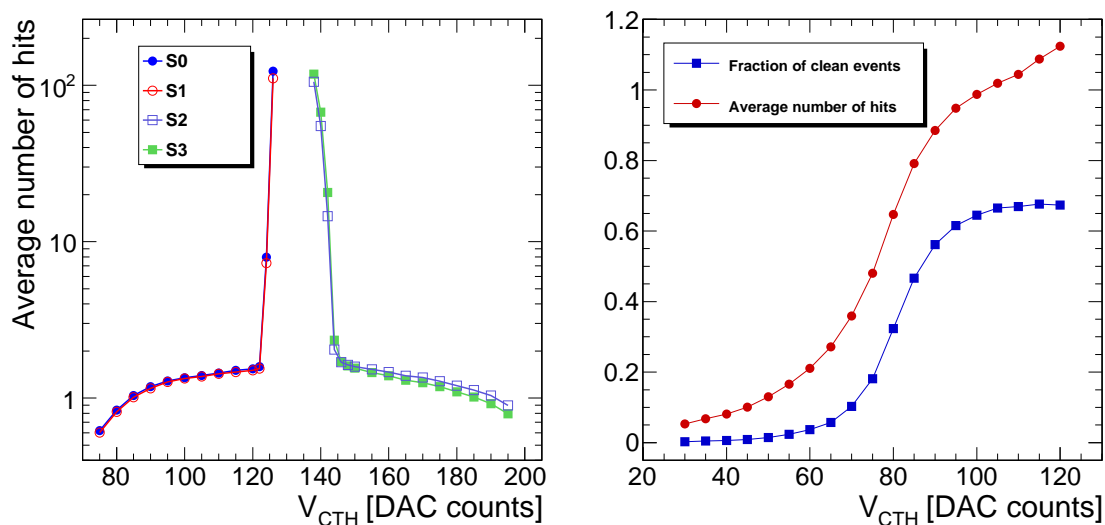 Average number of hits
S0
S1
S2
S3
10²
10
1
80 100 120 140 160 180 200
V_CTH [DAC counts]
Fraction of clean events
Average number of hits
1.2
1
0.8
0.6
0.4
0.2
0
20 40 60 80 100 120
V_CTH [DAC counts]